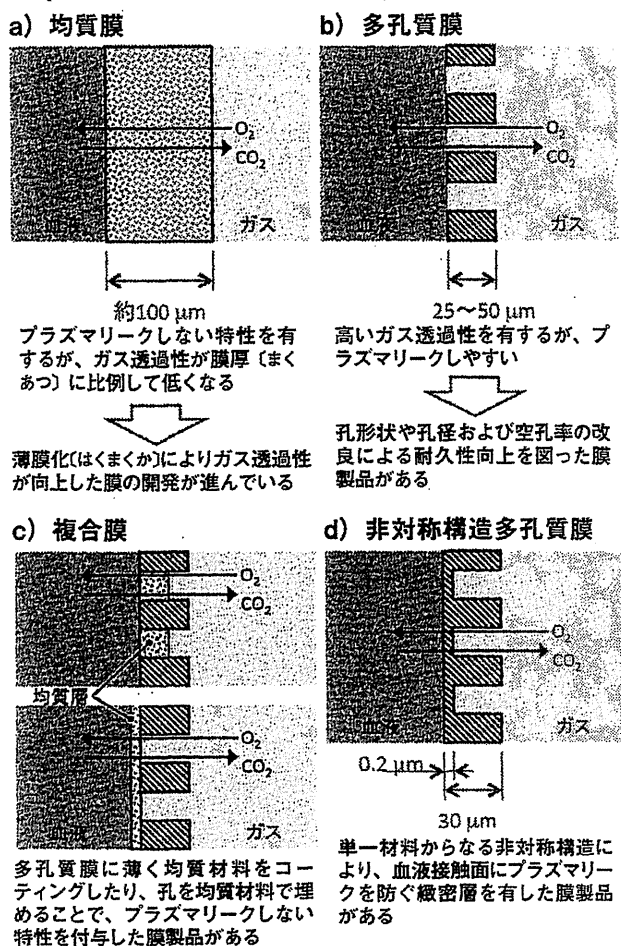 a）均質膜
O₂
CO₂
血液
ガス
約100 μm
プラズマリークしない特性を有
するが、ガス透過性が膜厚〔まく
あつ〕に比例して低くなる
薄膜化〔はくまくか〕によりガス透過性
が向上した膜の開発が進んでいる
b）多孔質膜
O₂
CO₂
血液
ガス
25〜50 μm
高いガス透過性を有するが、プ
ラズマリークしやすい
孔形状や孔径および空孔率の改
良による耐久性向上を図った膜
製品がある
c）複合膜
O₂
CO₂
均質層
O₂
CO₂
血液
ガス
多孔質膜に薄く均質材料をコー
ティングしたり、孔を均質材料で埋
めることで、プラズマリークしない
特性を付与した膜製品がある
d）非対称構造多孔質膜
O₂
CO₂
血液
ガス
0.2 μm
30 μm
単一材料からなる非対称構造に
より、血液接触面にプラズマリー
クを防ぐ緻密層を有した膜製品
がある